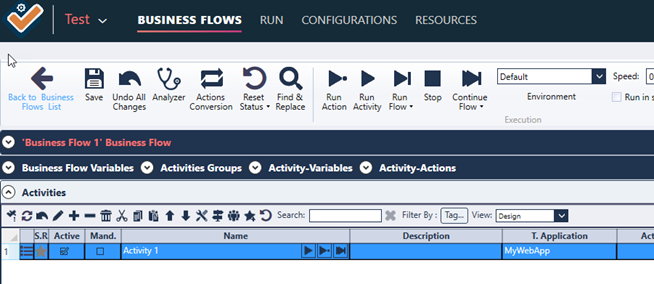 Test BUSINESS FLOWS RUN CONFIGURATIONS RESOURCES
Default Speed: 0
Back to Business Flows List Save Undo All Changes Analyzer Actions Conversion Reset Status Find & Replace Run Action Run Activity Run Flow Stop Continue Flow Environment Run in s
Execution
'Business Flow 1' Business Flow
Business Flow Variables Activities Groups Activity-Variables Activity-Actions
Activities
Search: Filter By : Tag... View: Design
S.R Active Mand. Name Description T. Application Act
1 Activity 1 MyWebApp